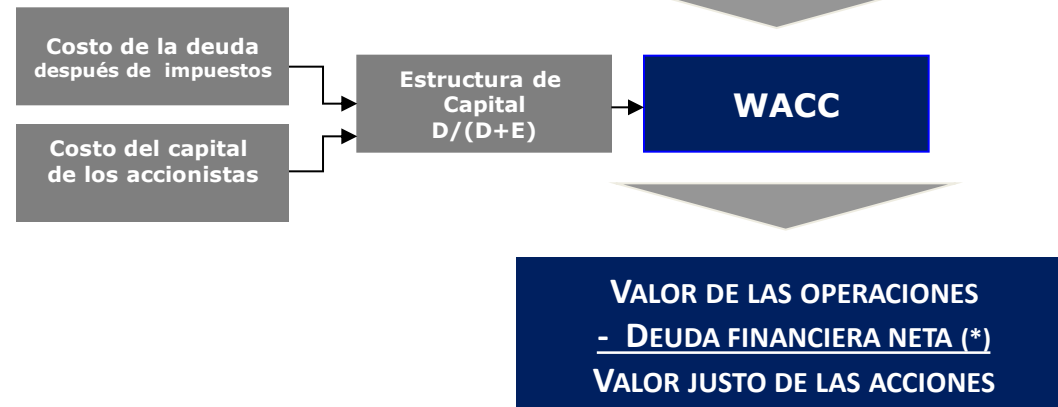 Costo de la deuda
después de impuestos
Costo del capital
de los accionistas
Estructura de
Capital
D/(D+E)
WACC
VALOR DE LAS OPERACIONES
- DEUDA FINANCIERA NETA (*)
VALOR JUSTO DE LAS ACCIONES